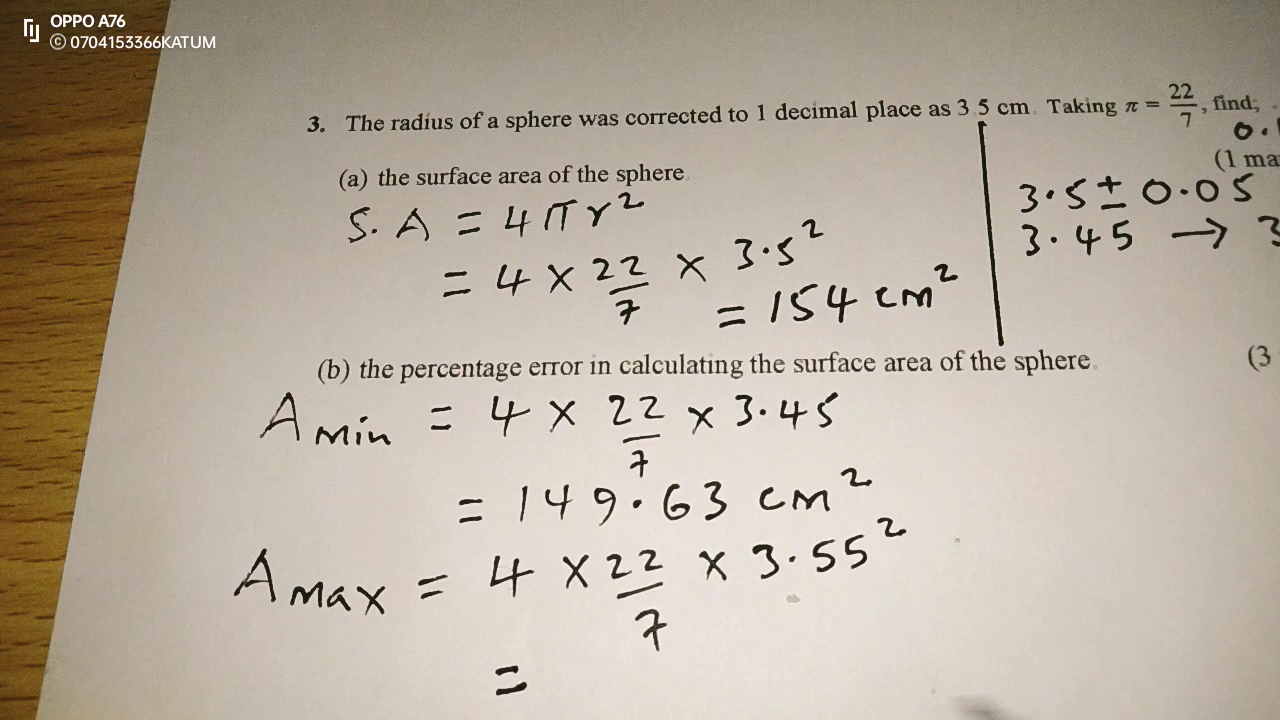 OPPO A76
© 0704153366KATUM
3. The radius of a sphere was corrected to 1 decimal place as 3 5 cm. Taking π = 22/7, find,
0.
(1 ma
(a) the surface area of the sphere
S.A = 4πr²
= 4 × 22/7 × 3.5²
= 154 cm²
3.5 ± 0.05
3.45 → 3
(b) the percentage error in calculating the surface area of the sphere.
(3
A min = 4 × 22/7 × 3.45
= 149.63 cm²
A max = 4 × 22/7 × 3.55²
=